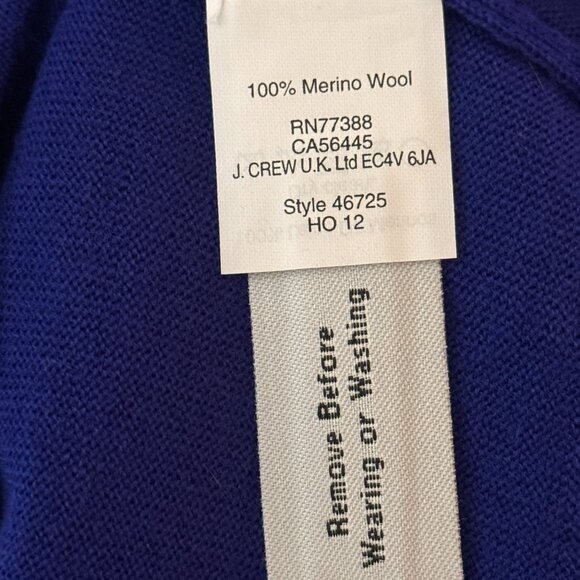 100% Merino Wool
RN77388
CA56445
J. CREW U.K. Ltd EC4V 6JA
Style 46725
HO 12
Remove Before
Wearing or Washing